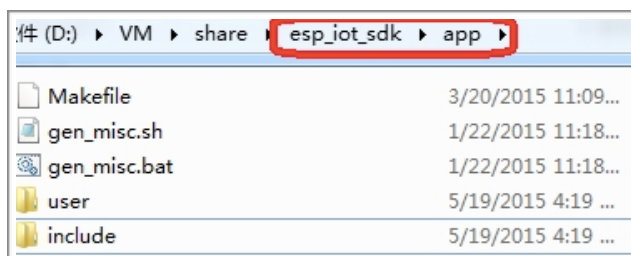 件 (D:) ▸ VM ▸ share ▸ esp_iot_sdk ▸ app ▸
Makefile 3/20/2015 11:09...
gen_misc.sh 1/22/2015 11:18...
gen_misc.bat 1/22/2015 11:18...
user 5/19/2015 4:19 ...
include 5/19/2015 4:19 ...